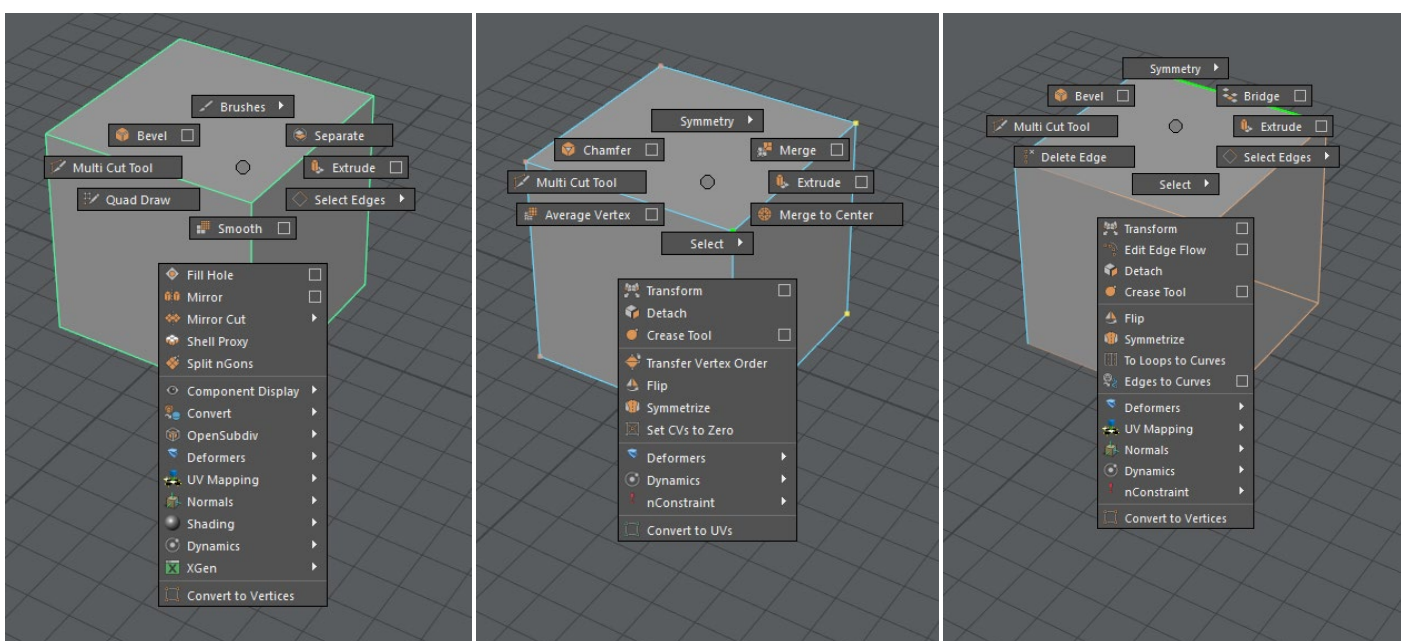 Brushes
Bevel
Separate
Multi Cut Tool
Extrude
Quad Draw
Select Edges
Smooth
Fill Hole
Mirror
Mirror Cut
Shell Proxy
Split nGons
Component Display
Convert
OpenSubdiv
Deformers
UV Mapping
Normals
Shading
Dynamics
XGen
Convert to Vertices
Symmetry
Chamfer
Merge
Multi Cut Tool
Extrude
Average Vertex
Merge to Center
Select
Transform
Detach
Crease Tool
Transfer Vertex Order
Flip
Symmetrize
Set CVs to Zero
Deformers
Dynamics
nConstraint
Convert to UVs
Symmetry
Bevel
Bridge
Multi Cut Tool
Extrude
Delete Edge
Select Edges
Select
Transform
Edit Edge Flow
Detach
Crease Tool
Flip
Symmetrize
To Loops to Curves
Edges to Curves
Deformers
UV Mapping
Normals
Dynamics
nConstraint
Convert to Vertices